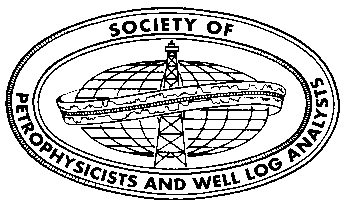 SOCIETY OF
PETROPHYSICISTS AND WELL LOG ANALYSTS